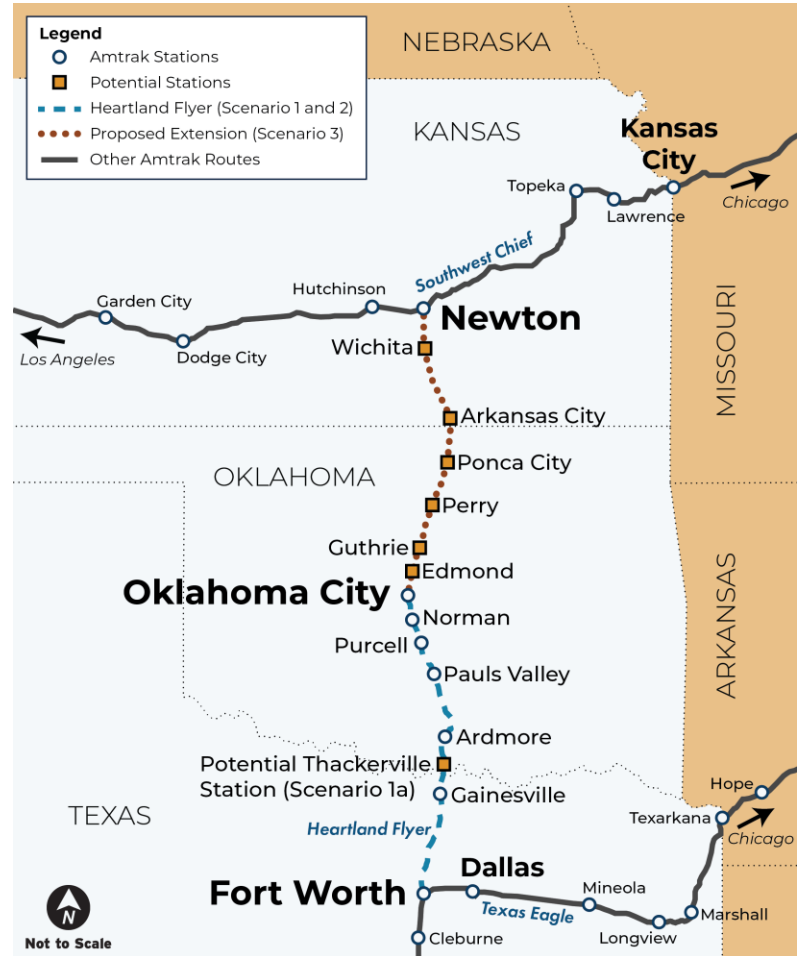 NEBRASKA
Legend
Amtrak Stations
Potential Stations
Heartland Flyer (Scenario 1 and 2)
Proposed Extension (Scenario 3)
Other Amtrak Routes
KANSAS
Kansas
City
Topeka
Lawrence
Chicago
Southwest Chief
Hutchinson
Garden City
Newton
Los Angeles
Dodge City
Wichita
MISSOURI
Arkansas City
OKLAHOMA
Ponca City
Perry
Guthrie
Edmond
Oklahoma City
Norman
Purcell
ARKANSAS
Pauls Valley
Ardmore
Potential Thackerville
Station (Scenario 1a)
Gainesville
Hope
TEXAS
Texarkana
Heartland Flyer
Chicago
Dallas
Fort Worth
Mineola
Texas Eagle
Marshall
N
Longview
Not to Scale
Cleburne